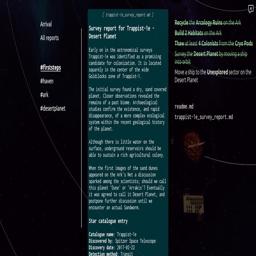 Arrival
All reports
#firststeps
#haven
#ark
#desertplanet
[ trappist-1e_survey_report.md ]
Survey report for Trappist-1e -
Desert Planet
Early on in the astronomical surveys
Trappist-1e was identified as a promising
candidate for colonisation. It is located
squarely in the center of the wide
Goldilocks zone of Trappist-1.
The initial survey found a dry, sand covered
planet. Closer observations revealed the
remains of a past biome. Archaeological
studies confirm the existence, and rapid
disappearance, of a more complex ecological
system within the recent geological history
of the planet.
Although there is little water on the
surface, underground reservoirs should be
able to sustain a rich agricultural colony.
When the first images of the sand dunes
appeared on the Ark's Net a discussion
sparked among the scientists; should we call
this planet 'Dune' or 'Arrakis'? Eventually
it was agreed to call it Desert Planet, and
postpone further discussion until we
encounter an actual Sandworm.
Star catalogue entry
Catalogue name: Trappist-1e
Discovered by: Spitzer Space Telescope
Discovery date: 2017-02-22
Detection method: Transit
Recycle the Arcology Ruins on the Ark
Build 2 Habitats on the Ark
Thaw at least 4 Colonists from the Cryo Pods
Survey the Desert Planet by moving a ship
into orbit
Move a ship to the Unexplored sector on the
Desert Planet
readme.md
trappist-1e_survey_report.md